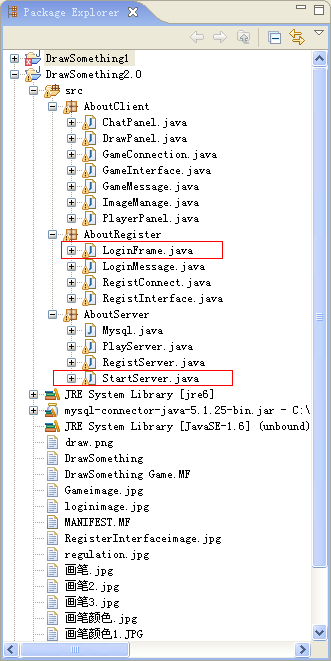 Package Explorer
DrawSomething1
DrawSomething2.0
src
AboutClient
ChatPanel.java
DrawPanel.java
GameConnection.java
GameInterface.java
GameMessage.java
ImageManage.java
PlayerPanel.java
AboutRegister
LoginFrame.java
LoginMessage.java
RegistConnect.java
RegistInterface.java
AboutServer
Mysql.java
PlayServer.java
RegistServer.java
StartServer.java
JRE System Library [jre6]
mysql-connector-java-5.1.25-bin.jar - C:\
JRE System Library [JavaSE-1.6] (unbound)
draw.png
DrawSomething
DrawSomething Game.MF
Gameimage.jpg
loginimage.jpg
MANIFEST.MF
RegisterInterfaceimage.jpg
regulation.jpg
画笔.jpg
画笔2.jpg
画笔3.jpg
画笔颜色.jpg
画笔颜色1.JPG